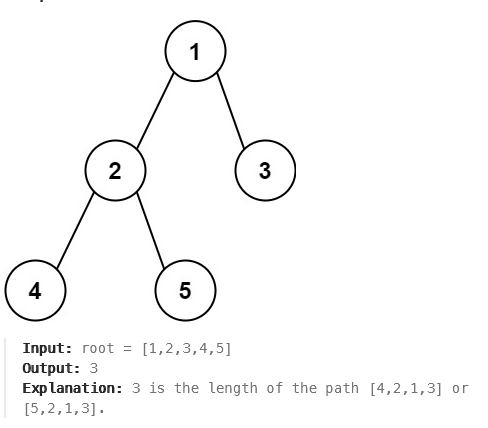 1
2
3
4
5
Input: root = [1,2,3,4,5]
Output: 3
Explanation: 3 is the length of the path [4,2,1,3] or
[5,2,1,3].